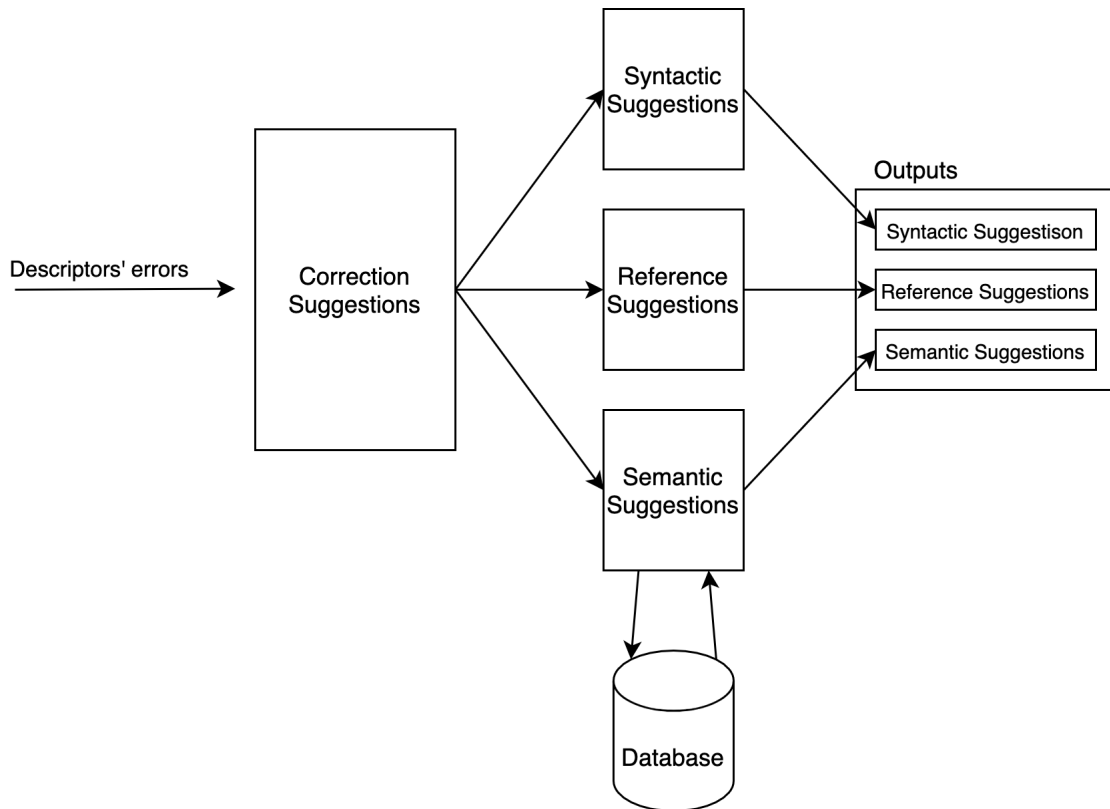 Descriptors' errors
Correction
Suggestions
Syntactic
Suggestions
Reference
Suggestions
Semantic
Suggestions
Database
Outputs
Syntactic Suggestison
Reference Suggestions
Semantic Suggestions